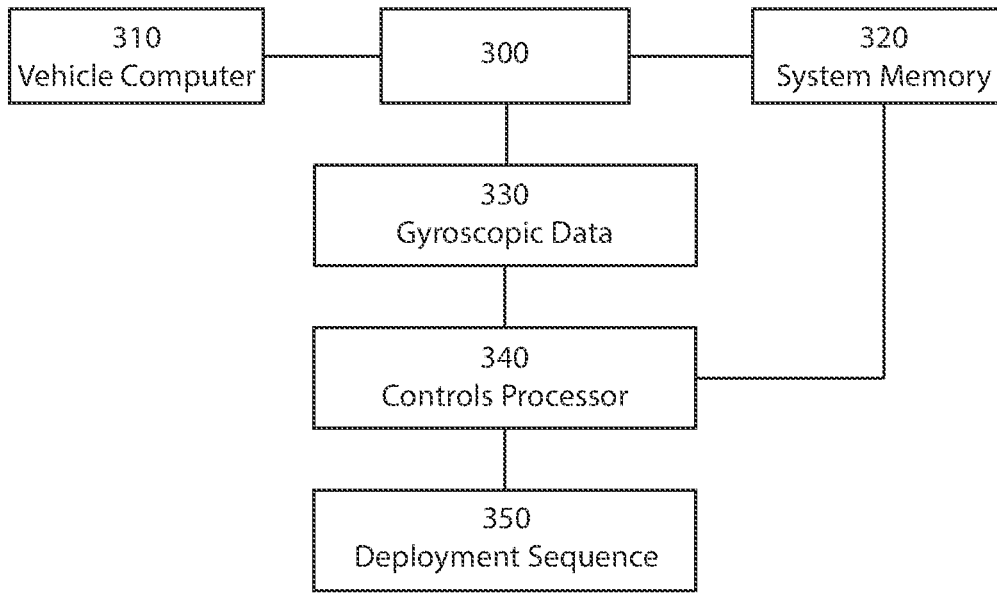 310
Vehicle Computer
300
320
System Memory
330
Gyroscopic Data
340
Controls Processor
350
Deployment Sequence